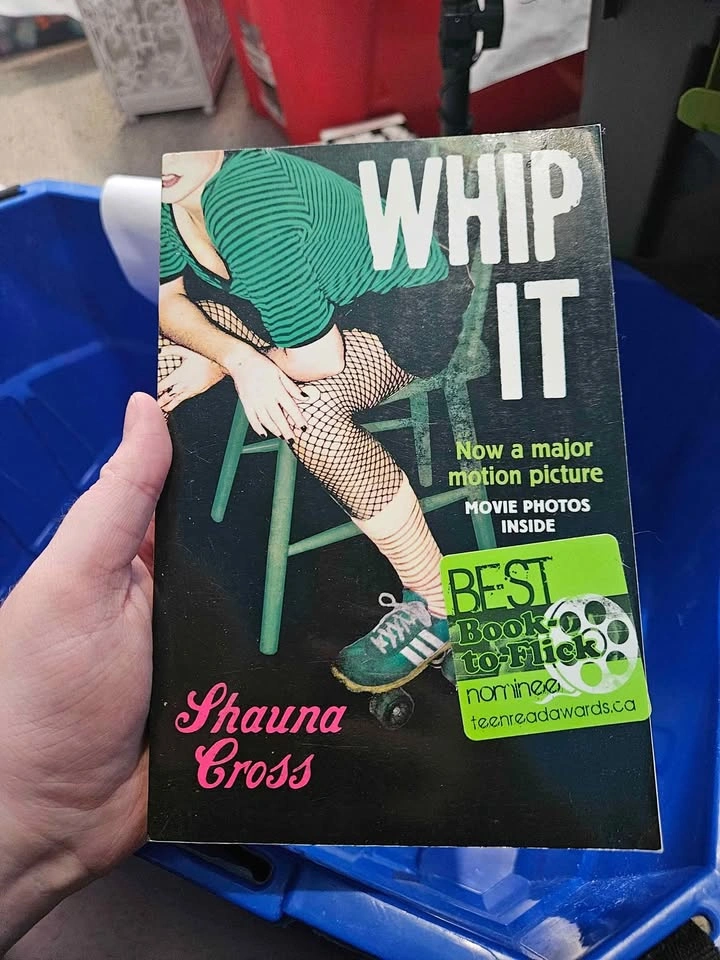 WHIP
IT
Now a major
motion picture
MOVIE PHOTOS
INSIDE
BEST
Book-
to-Flick
nominee
teenreadawards.ca
Shauna
Cross